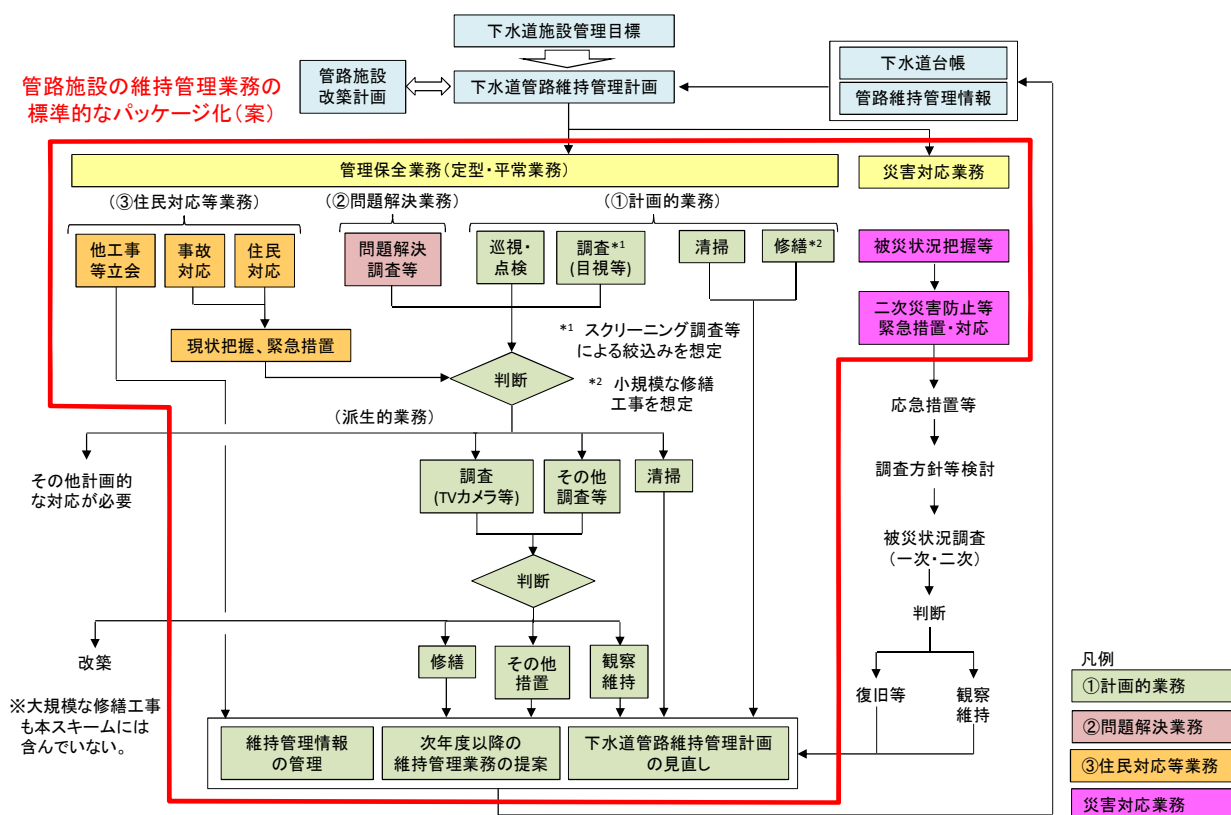 下水道施設管理目標
管路施設の維持管理業務の
標準的なパッケージ化(案)
管路施設
改築計画
下水道管路維持管理計画
下水道台帳
管路維持管理情報
管理保全業務(定型・平常業務)
災害対応業務
(③住民対応等業務)
(②問題解決業務)
(①計画的業務)
他工事
等立会
事故
対応
住民
対応
問題解決
調査等
巡視・
点検
調査*1
(目視等)
清掃
修繕*2
被災状況把握等
二次災害防止等
緊急措置・対応
現状把握、緊急措置
*1 スクリーニング調査等
による絞込みを想定
判断
*2 小規模な修繕
工事を想定
応急措置等
(派生的業務)
その他計画的
な対応が必要
調査
(TVカメラ等)
その他
調査等
清掃
調査方針等検討
被災状況調査
(一次・二次)
判断
判断
改築
修繕
その他
措置
観察
維持
復旧等
観察
維持
※大規模な修繕工事
も本スキームには
含んでいない。
維持管理情報
の管理
次年度以降の
維持管理業務の提案
下水道管路維持管理計画
の見直し
凡例
①計画的業務
②問題解決業務
③住民対応等業務
災害対応業務